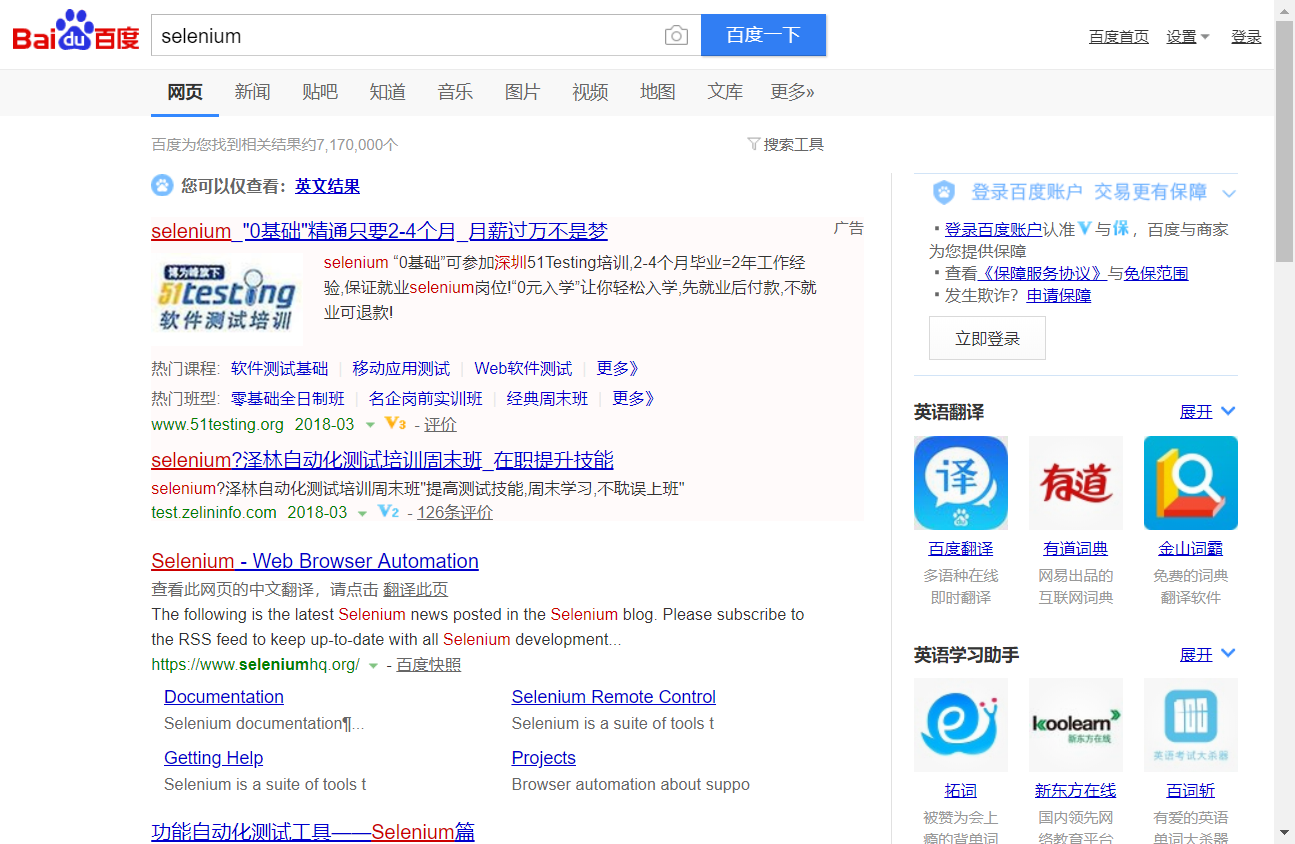 Bai du 百度
selenium
百度一下
百度首页 设置 登录
网页 新闻 贴吧 知道 音乐 图片 视频 地图 文库 更多»
百度为您找到相关结果约7,170,000个
搜索工具
您可以仅查看：英文结果
selenium_"0基础"精通只要2-4个月_月薪过万不是梦
广告
博为峰旗下
51testing
软件测试培训
selenium “0基础”可参加深圳51Testing培训,2-4个月毕业=2年工作经
验,保证就业selenium岗位!“0元入学”让你轻松入学,先就业后付款,不就
业可退款!
热门课程: 软件测试基础 | 移动应用测试 | Web软件测试 | 更多》
热门班型: 零基础全日制班 | 名企岗前实训班 | 经典周末班 | 更多》
www.51testing.org 2018-03 V3 - 评价
selenium?泽林自动化测试培训周末班_在职提升技能
selenium?泽林自动化测试培训周末班"提高测试技能,周末学习,不耽误上班"
test.zelininfo.com 2018-03 V2 - 126条评价
Selenium - Web Browser Automation
查看此网页的中文翻译，请点击 翻译此页
The following is the latest Selenium news posted in the Selenium blog. Please subscribe to
the RSS feed to keep up-to-date with all Selenium development...
https://www.seleniumhq.org/ - 百度快照
Documentation
Selenium documentation¶...
Selenium Remote Control
Selenium is a suite of tools t
Getting Help
Selenium is a suite of tools t
Projects
Browser automation about suppo
功能自动化测试工具——Selenium篇
登录百度账户 交易更有保障
·登录百度账户认准V与保，百度与商家
为您提供保障
·查看《保障服务协议》与免保范围
·发生欺诈？申请保障
立即登录
英语翻译
展开
译
有道
百度翻译
多语种在线
即时翻译
有道词典
网易出品的
互联网词典
金山词霸
免费的词典
翻译软件
英语学习助手
展开
koolearn
新东方在线
英语考试大杀器
拓词
被赞为会上
瘾的背单词
新东方在线
国内领先网
络教育平台
百词斩
有爱的英语
单词大杀器